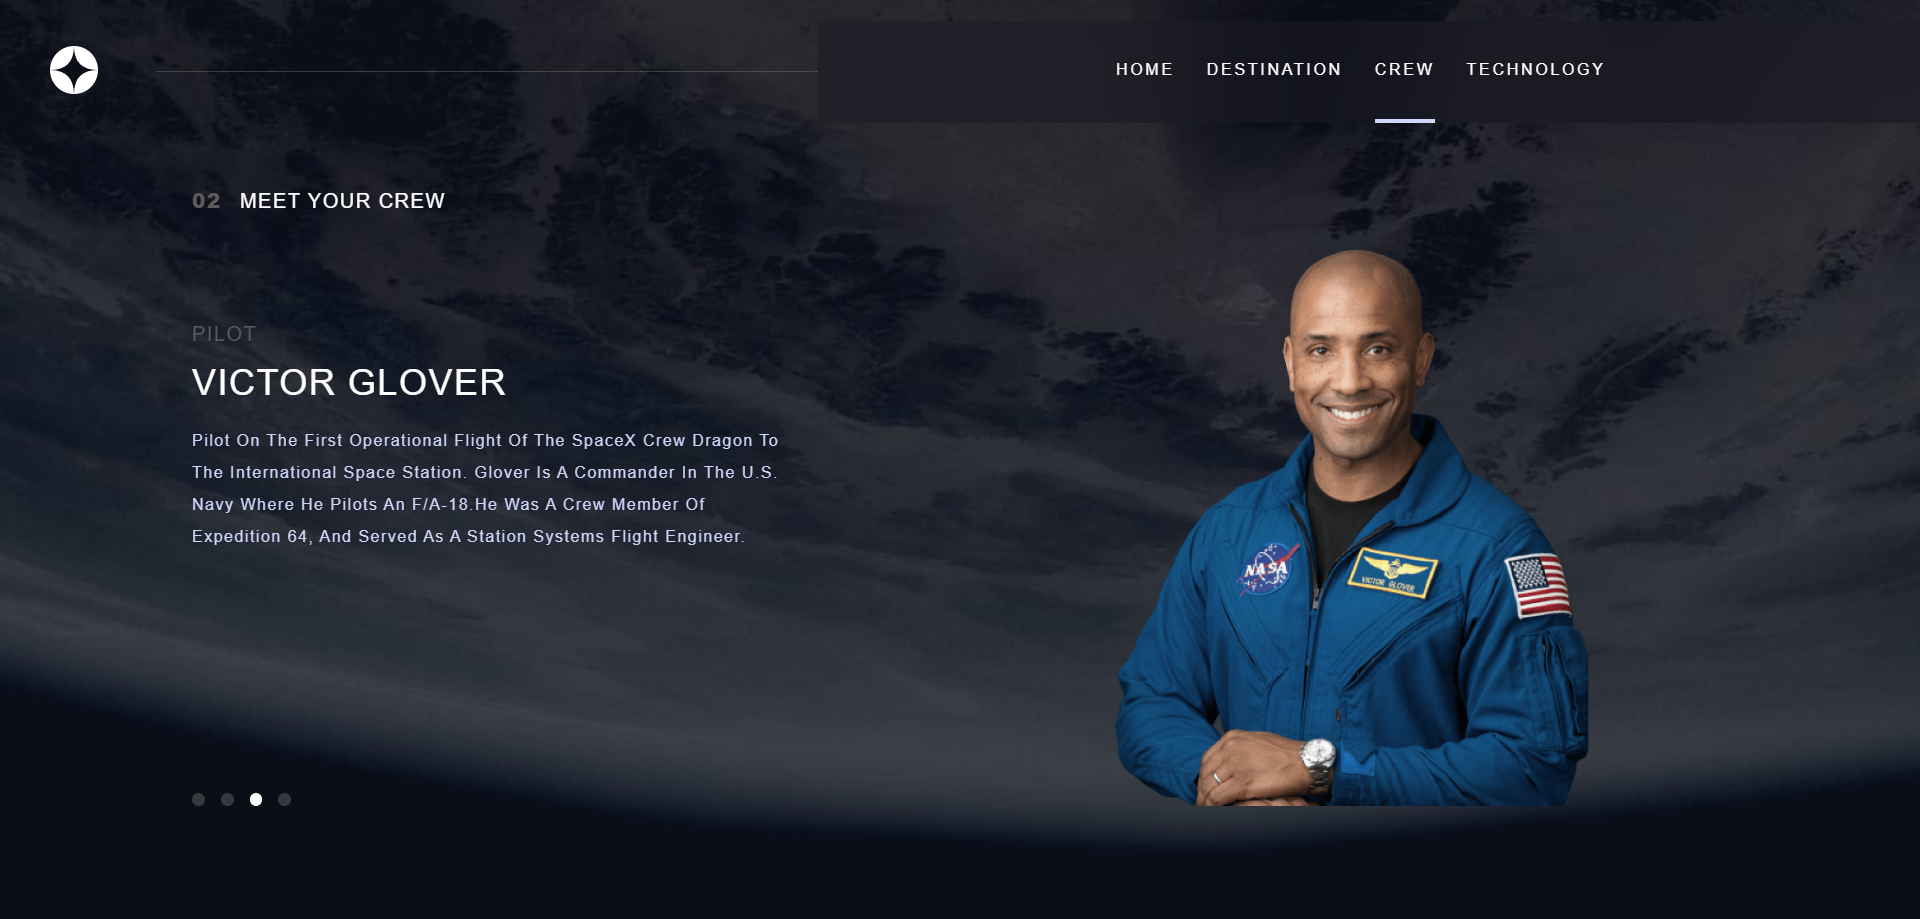 HOME DESTINATION CREW TECHNOLOGY
02 MEET YOUR CREW
PILOT
VICTOR GLOVER
Pilot On The First Operational Flight Of The SpaceX Crew Dragon To
The International Space Station. Glover Is A Commander In The U.S.
Navy Where He Pilots An F/A-18.He Was A Crew Member Of
Expedition 64, And Served As A Station Systems Flight Engineer.
NASA
VICTOR GLOVER